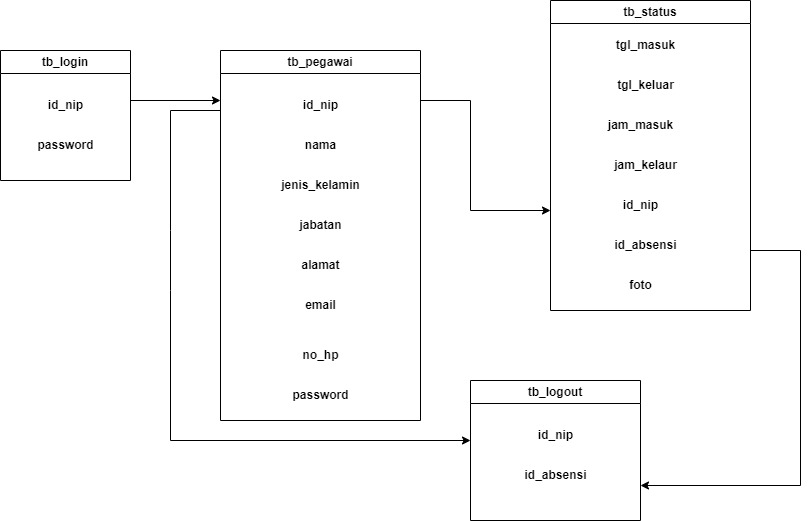 tb_login
id_nip
password
tb_pegawai
id_nip
nama
jenis_kelamin
jabatan
alamat
email
no_hp
password
tb_status
tgl_masuk
tgl_keluar
jam_masuk
jam_kelaur
id_nip
id_absensi
foto
tb_logout
id_nip
id_absensi